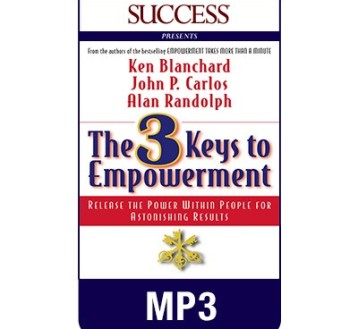 SUCCESS
PRESENTS
From the authors of the bestselling EMPOWERMENT TAKES MORE THAN A MINUTE
Ken Blanchard
John P. Carlos
Alan Randolph
The 3 Keys to
Empowerment
RELEASE THE POWER WITHIN PEOPLE FOR
ASTONISHING RESULTS
MP3